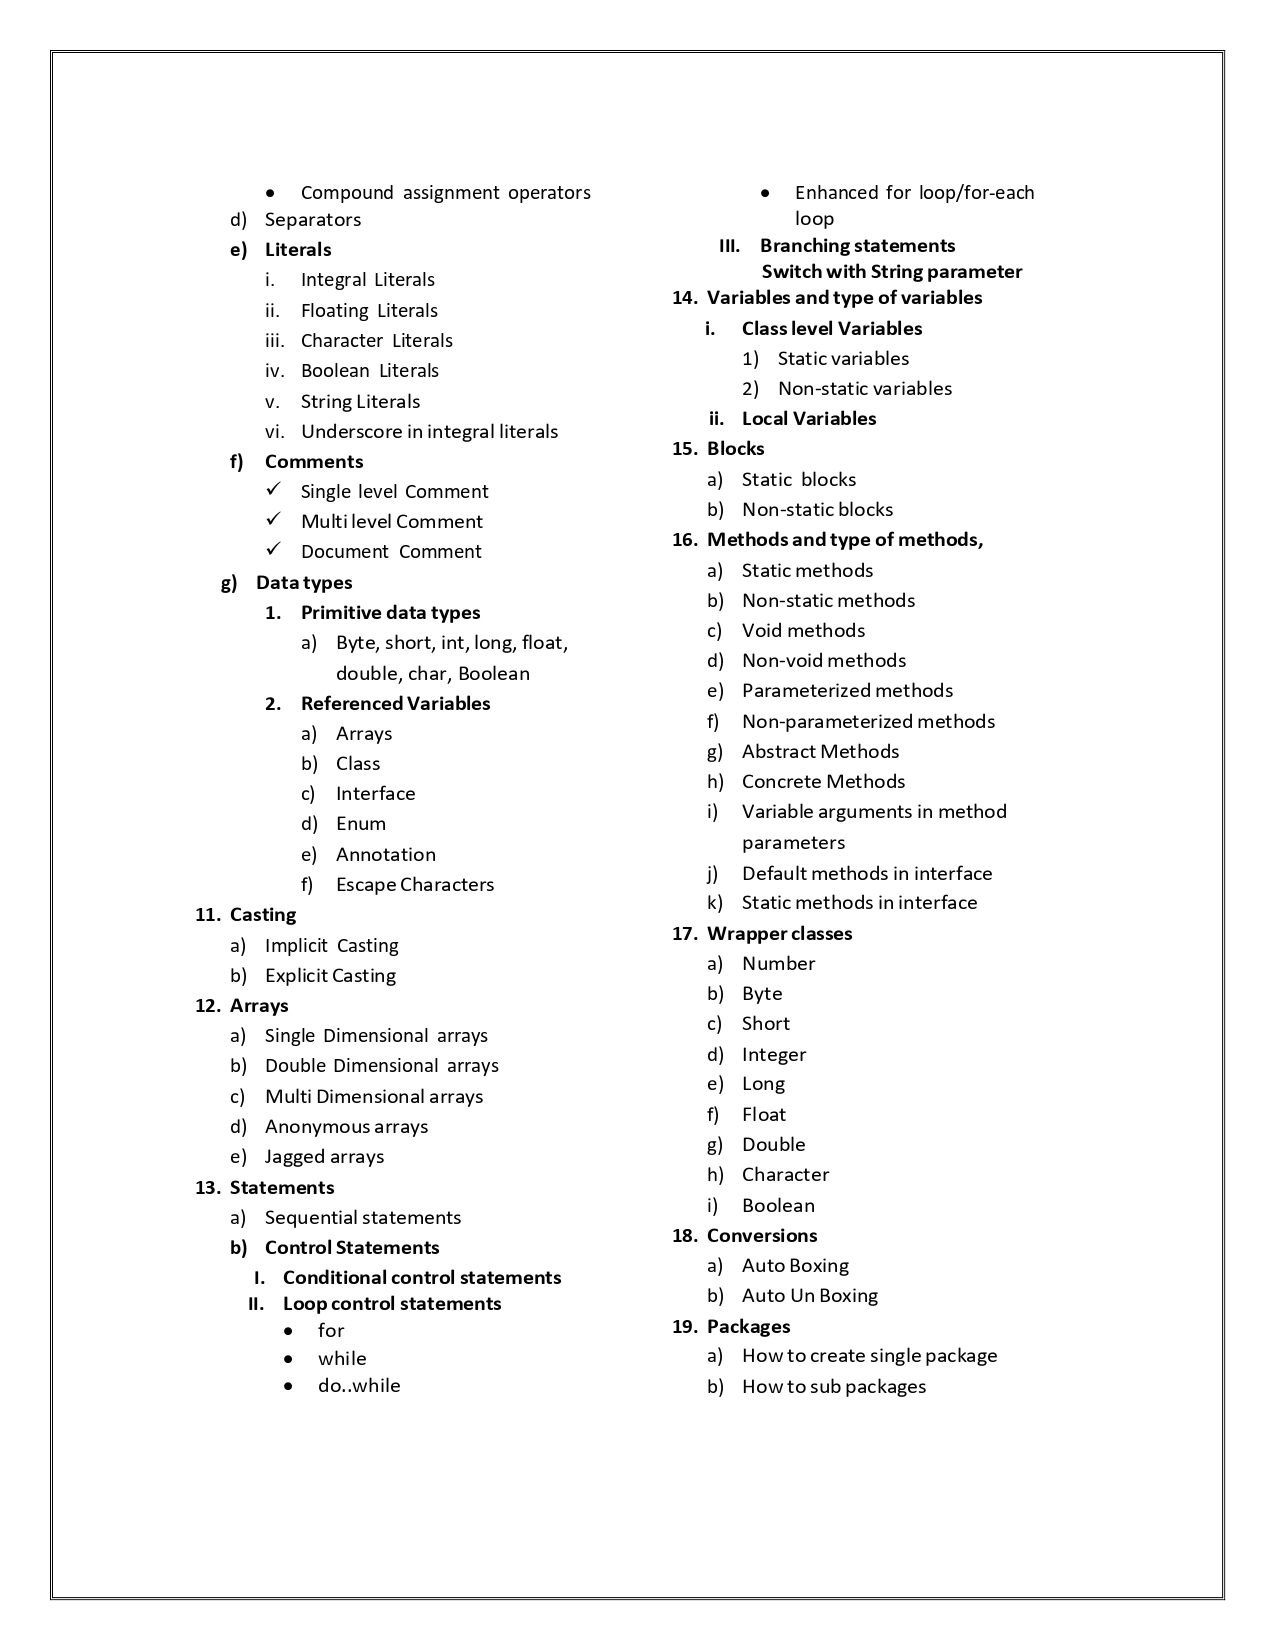 • Compound assignment operators
d) Separators
e) Literals
i. Integral Literals
ii. Floating Literals
iii. Character Literals
iv. Boolean Literals
v. String Literals
vi. Underscore in integral literals
f) Comments
✓ Single level Comment
✓ Multi level Comment
✓ Document Comment
g) Data types
1. Primitive data types
a) Byte, short, int, long, float,
double, char, Boolean
2. Referenced Variables
a) Arrays
b) Class
c) Interface
d) Enum
e) Annotation
f) Escape Characters
11. Casting
a) Implicit Casting
b) Explicit Casting
12. Arrays
a) Single Dimensional arrays
b) Double Dimensional arrays
c) Multi Dimensional arrays
d) Anonymous arrays
e) Jagged arrays
13. Statements
a) Sequential statements
b) Control Statements
I. Conditional control statements
II. Loop control statements
• for
• while
• do..while
• Enhanced for loop/for-each
loop
III. Branching statements
Switch with String parameter
14. Variables and type of variables
i. Class level Variables
1) Static variables
2) Non-static variables
ii. Local Variables
15. Blocks
a) Static blocks
b) Non-static blocks
16. Methods and type of methods,
a) Static methods
b) Non-static methods
c) Void methods
d) Non-void methods
e) Parameterized methods
f) Non-parameterized methods
g) Abstract Methods
h) Concrete Methods
i) Variable arguments in method
parameters
j) Default methods in interface
k) Static methods in interface
17. Wrapper classes
a) Number
b) Byte
c) Short
d) Integer
e) Long
f) Float
g) Double
h) Character
i) Boolean
18. Conversions
a) Auto Boxing
b) Auto Un Boxing
19. Packages
a) How to create single package
b) How to sub packages